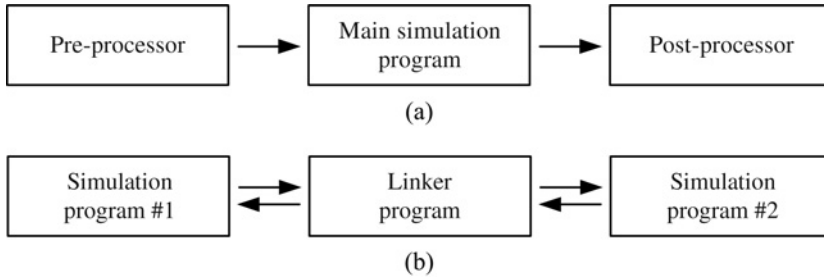 Pre-processor
Main simulation
program
Post-processor
(a)
Simulation
program #1
Linker
program
Simulation
program #2
(b)